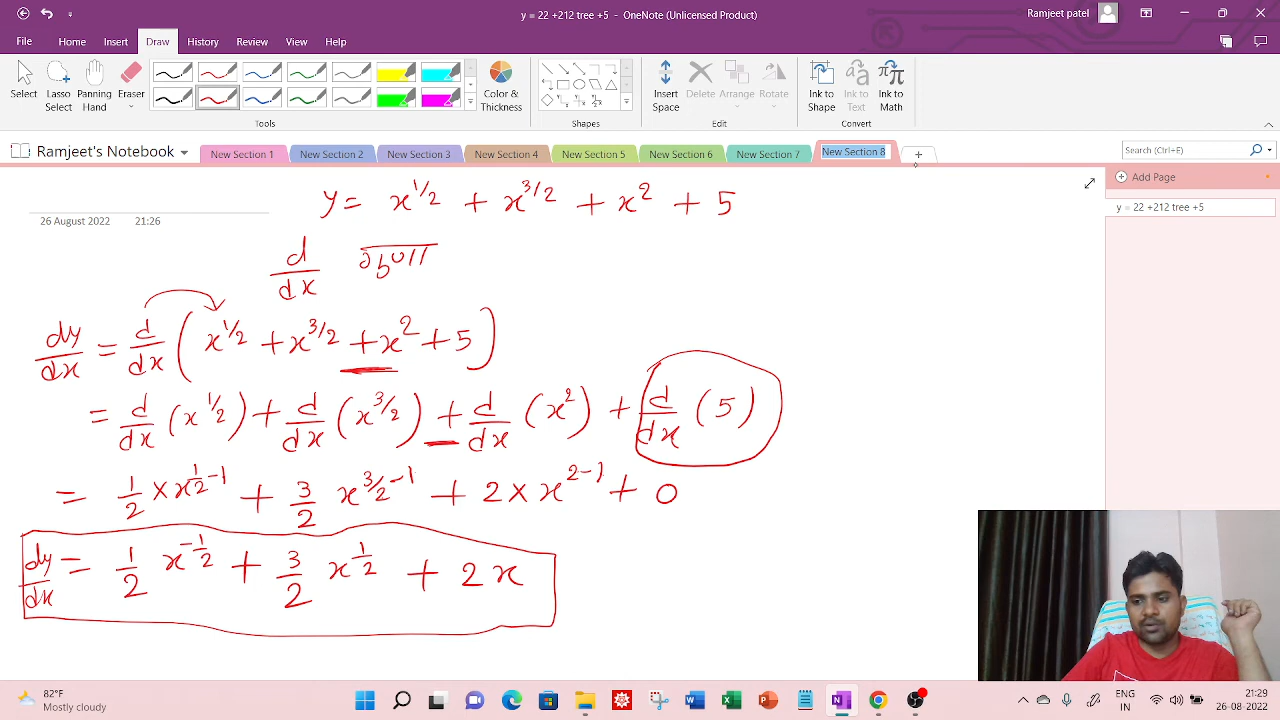 y = 22 +212 tree +5 - OneNote (Unlicensed Product)
Ramjeet patel
File Home Insert Draw History Review View Help
Select
Lasso Select
Panning Hand
Eraser
Color & Thickness
Insert Space
Delete
Arrange
Rotate
Ink to Shape
Ink to Text
Ink to Math
Tools Shapes Edit Convert
Ramjeet's Notebook New Section 1 New Section 2 New Section 3 New Section 4 New Section 5 New Section 6 New Section 7 New Section 8 + Search (Ctrl+E)
Add Page
y = 22 +212 tree +5
26 August 2022 21:26
y = x^{1/2} + x^{3/2} + x^2 + 5
d/dx
dy/dx = d/dx (x^{1/2} + x^{3/2} + x^2 + 5)
= d/dx (x^{1/2}) + d/dx (x^{3/2}) + d/dx (x^2) + d/dx (5)
= 1/2 × x^{1/2 - 1} + 3/2 x^{3/2 - 1} + 2 × x^{2-1} + 0
dy/dx = 1/2 x^{-1/2} + 3/2 x^{1/2} + 2x
82°F
Mostly cloudy
ENG
IN
21:29
26-08-2022